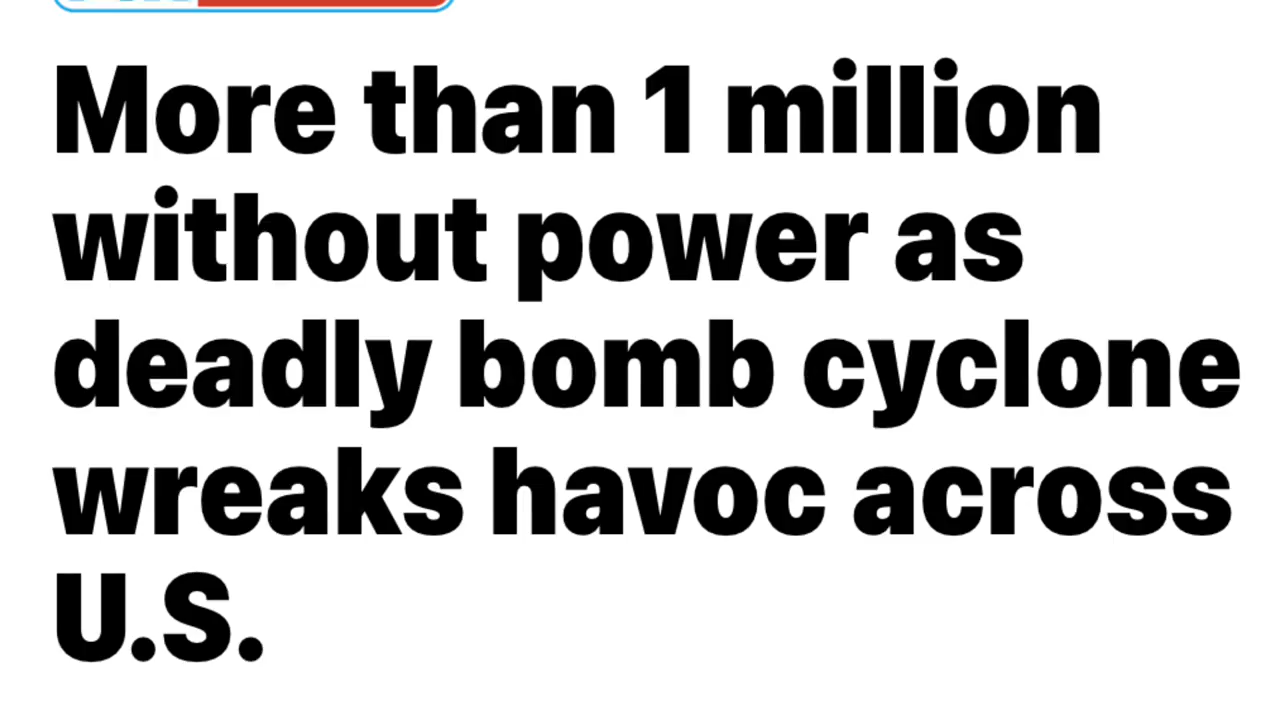 More than 1 million
without power as
deadly bomb cyclone
wreaks havoc across
U.S.